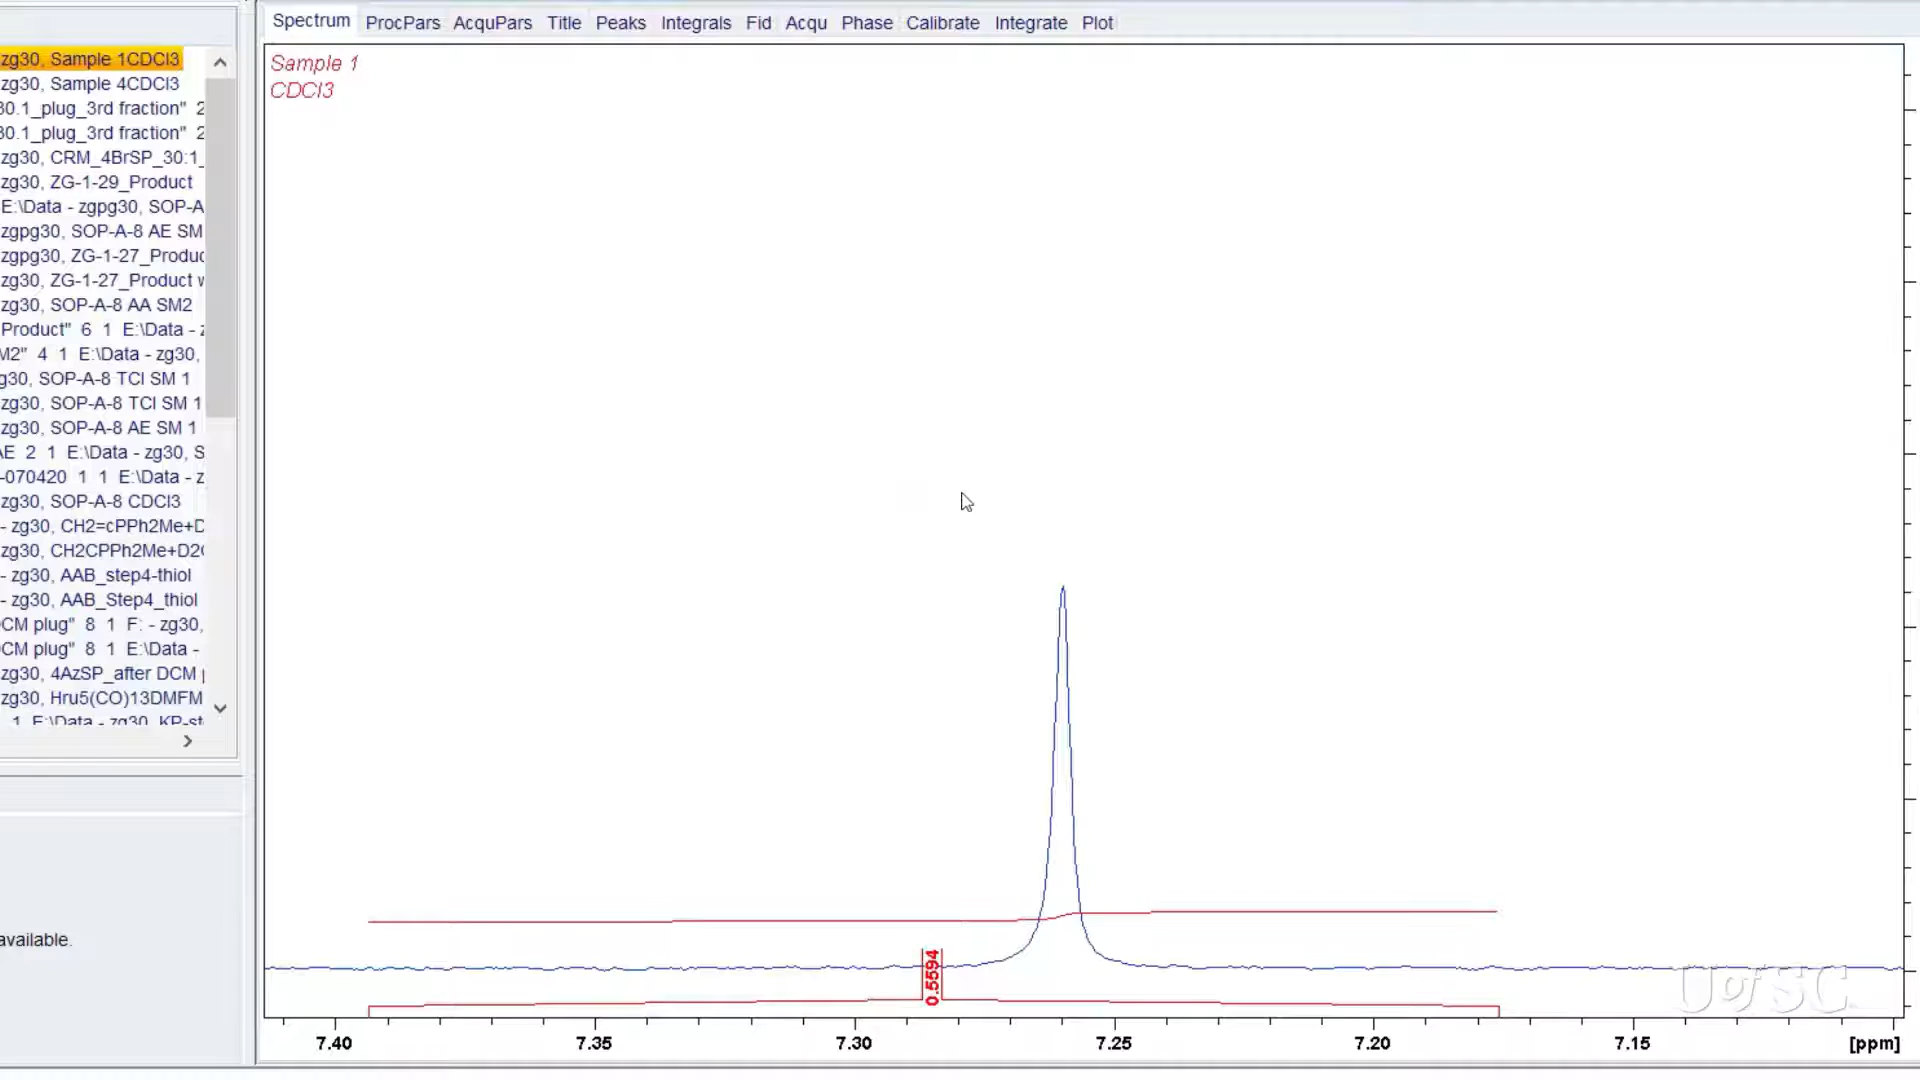 Spectrum ProcPars AcquPars Title Peaks Integrals Fid Acqu Phase Calibrate Integrate Plot
zg30, Sample 1CDCl3
zg30, Sample 4CDCl3
30.1_plug_3rd fraction" 2
30.1_plug_3rd fraction" 2
zg30, CRM_4BrSP_30:1_
zg30, ZG-1-29_Product
E:\Data - zgpg30, SOP-A
zgpg30, SOP-A-8 AE SM
zgpg30, ZG-1-27_Produc
zg30, ZG-1-27_Product w
zg30, SOP-A-8 AA SM2
Product" 6 1 E:\Data - z
M2" 4 1 E:\Data - zg30,
g30, SOP-A-8 TCI SM 1
zg30, SOP-A-8 TCI SM 1
zg30, SOP-A-8 AE SM 1
AE 2 1 E:\Data - zg30, S
-070420 1 1 E:\Data - z
zg30, SOP-A-8 CDCl3
- zg30, CH2=cPPh2Me+D
zg30, CH2CPPh2Me+D2
- zg30, AAB_step4-thiol
- zg30, AAB_Step4_thiol
CM plug" 8 1 F: - zg30,
CM plug" 8 1 E:\Data -
zg30, 4AzSP_after DCM
zg30, Hru5(CO)13DMFM
1 E:\Data - zg30, KP-st
available.
Sample 1
CDCl3
0.5594
7.40 7.35 7.30 7.25 7.20 7.15 [ppm]
UofSC